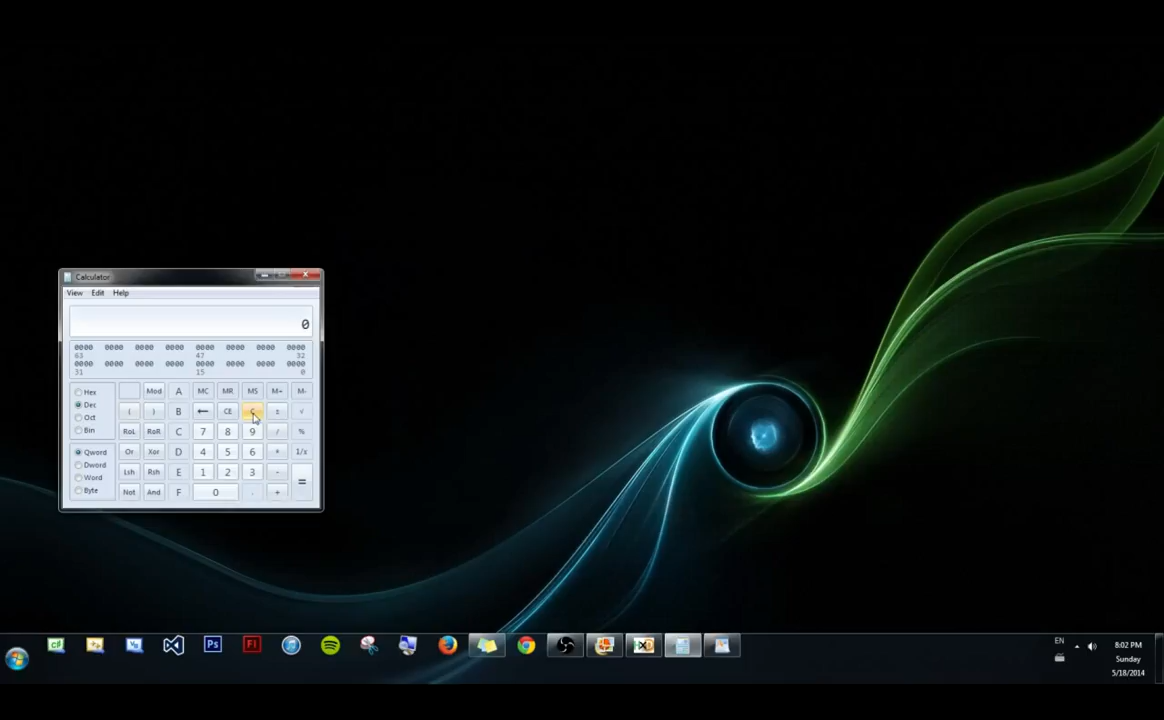 Calculator
View Edit Help
0
0000 0000 0000 0000 0000 0000 0000 0000
63 47 32
0000 0000 0000 0000 0000 0000 0000 0000
31 15 0
Hex Mod A MC MR MS M+ M-
Dec ( ) B ← CE C ± √
Oct RoL RoR C 7 8 9 / %
Bin
Qword Or Xor D 4 5 6 * 1/x
Dword Lsh Rsh E 1 2 3 - =
Word
Byte Not And F 0 . +
C# VB Ps Fl
EN 8:02 PM
Sunday
5/18/2014